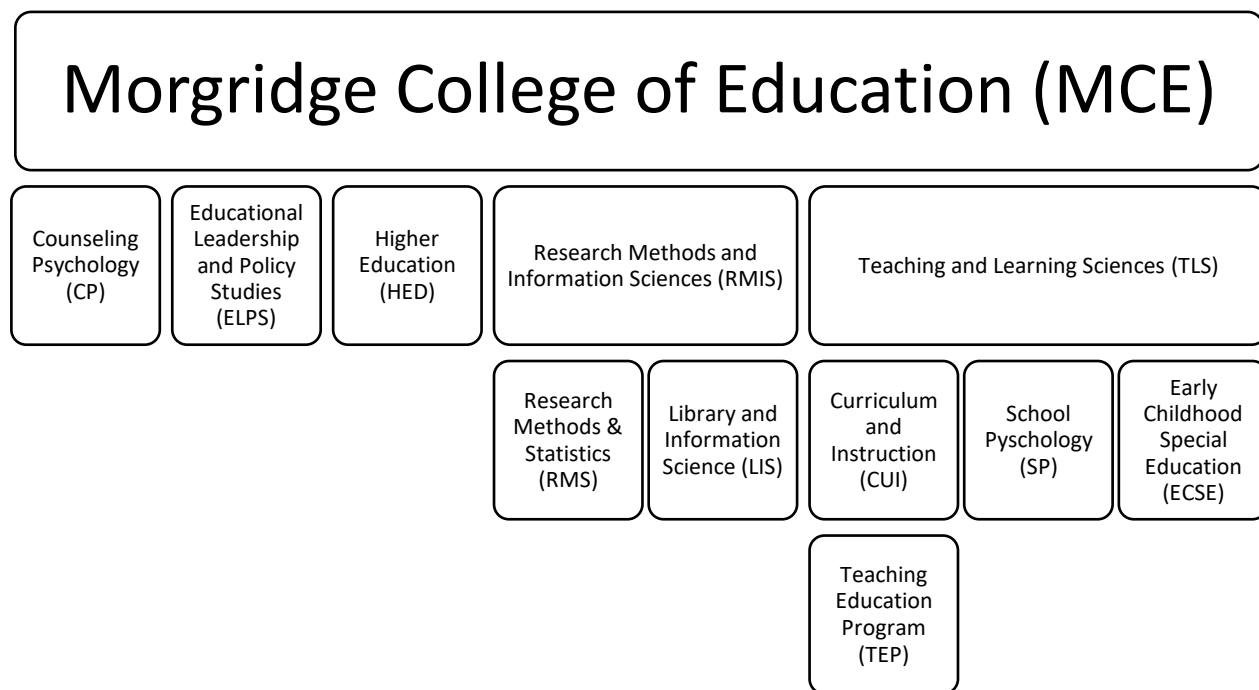 Morgridge College of Education (MCE)
Counseling
Psychology
(CP)
Educational
Leadership
and Policy
Studies
(ELPS)
Higher
Education
(HED)
Research Methods and
Information Sciences (RMIS)
Teaching and Learning Sciences (TLS)
Research
Methods &
Statistics
(RMS)
Library and
Information
Science (LIS)
Curriculum
and
Instruction
(CUI)
School
Pyschology
(SP)
Early
Childhood
Special
Education
(ECSE)
Teaching
Education
Program
(TEP)